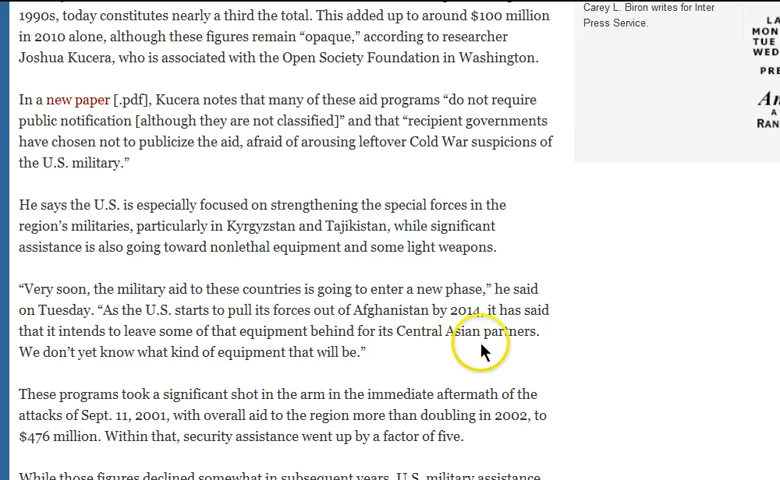 1990s, today constitutes nearly a third the total. This added up to around $100 million
in 2010 alone, although these figures remain “opaque,” according to researcher
Joshua Kucera, who is associated with the Open Society Foundation in Washington.
In a new paper [.pdf], Kucera notes that many of these aid programs “do not require
public notification [although they are not classified]” and that “recipient governments
have chosen not to publicize the aid, afraid of arousing leftover Cold War suspicions of
the U.S. military.”
He says the U.S. is especially focused on strengthening the special forces in the
region’s militaries, particularly in Kyrgyzstan and Tajikistan, while significant
assistance is also going toward nonlethal equipment and some light weapons.
“Very soon, the military aid to these countries is going to enter a new phase,” he said
on Tuesday. “As the U.S. starts to pull its forces out of Afghanistan by 2014, it has said
that it intends to leave some of that equipment behind for its Central Asian partners.
We don’t yet know what kind of equipment that will be.”
These programs took a significant shot in the arm in the immediate aftermath of the
attacks of Sept. 11, 2001, with overall aid to the region more than doubling in 2002, to
$476 million. Within that, security assistance went up by a factor of five.
While those figures declined somewhat in subsequent years, U.S. military assistance
Carey L. Biron writes for Inter
Press Service.
LA
MON
TUE
WED
PRE
An
A
RAN